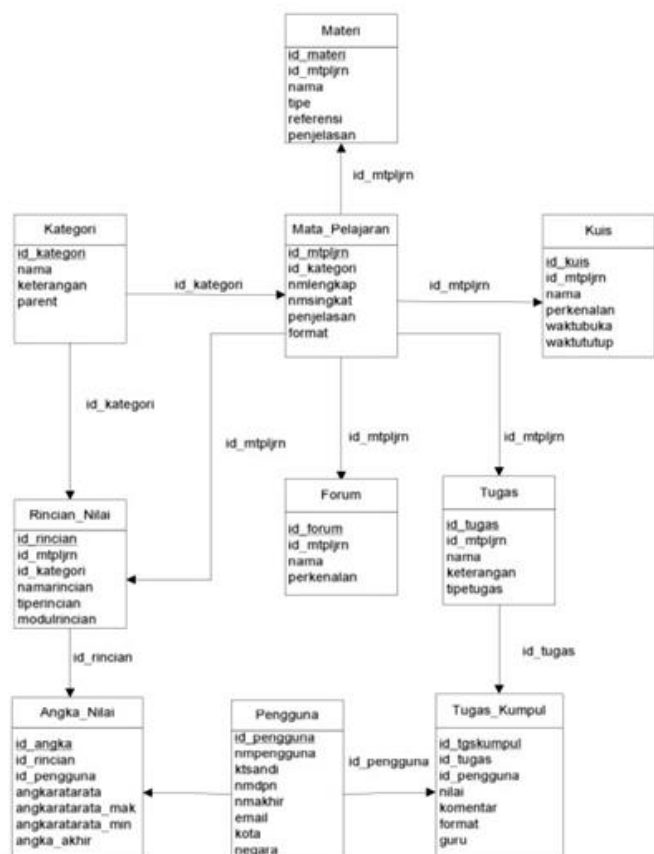 Materi
id_materi
id_mtpljrn
nama
tipe
referensi
penjelasan
id_mtpljrn
Kategori
id_kategori
nama
keterangan
parent
id_kategori
Mata_Pelajaran
id_mtpljrn
id_kategori
nmlengkap
nmsingkat
penjelasan
format
id_mtpljrn
Kuis
id_kuis
id_mtpljrn
nama
perkenalan
waktubuka
waktututup
id_kategori
id_mtpljrn
id_mtpljrn
id_mtpljrn
Rincian_Nilai
id_rincian
id_mtpljrn
id_kategori
namarincian
tiperincian
modulrincian
Forum
id_forum
id_mtpljrn
nama
perkenalan
Tugas
id_tugas
id_mtpljrn
nama
keterangan
tipetugas
id_rincian
id_tugas
Angka_Nilai
id_angka
id_rincian
id_pengguna
angkaratarata
angkaratarata_mak
angkaratarata_min
angka_akhir
Pengguna
id_pengguna
nmpengguna
ktsandi
nmdpn
nmakhir
email
kota
negara
id_pengguna
Tugas_Kumpul
id_tgskumpul
id_tugas
id_pengguna
nilai
komentar
format
guru